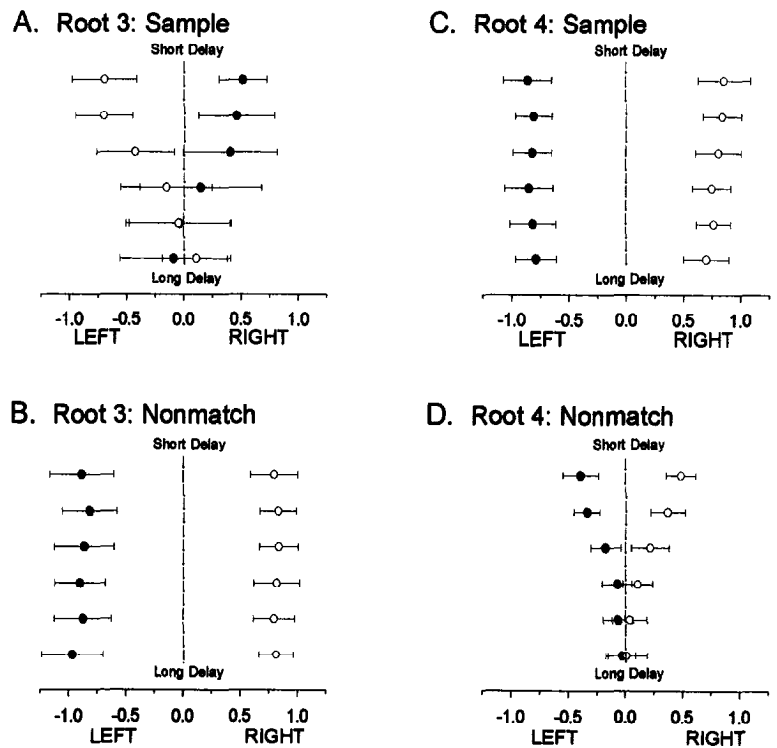 A. Root 3: Sample
Short Delay
Long Delay
-1.0 -0.5 0.0 0.5 1.0
LEFT RIGHT
B. Root 3: Nonmatch
Short Delay
Long Delay
-1.0 -0.5 0.0 0.5 1.0
LEFT RIGHT
C. Root 4: Sample
Short Delay
Long Delay
-1.0 -0.5 0.0 0.5 1.0
LEFT RIGHT
D. Root 4: Nonmatch
Short Delay
Long Delay
-1.0 -0.5 0.0 0.5 1.0
LEFT RIGHT